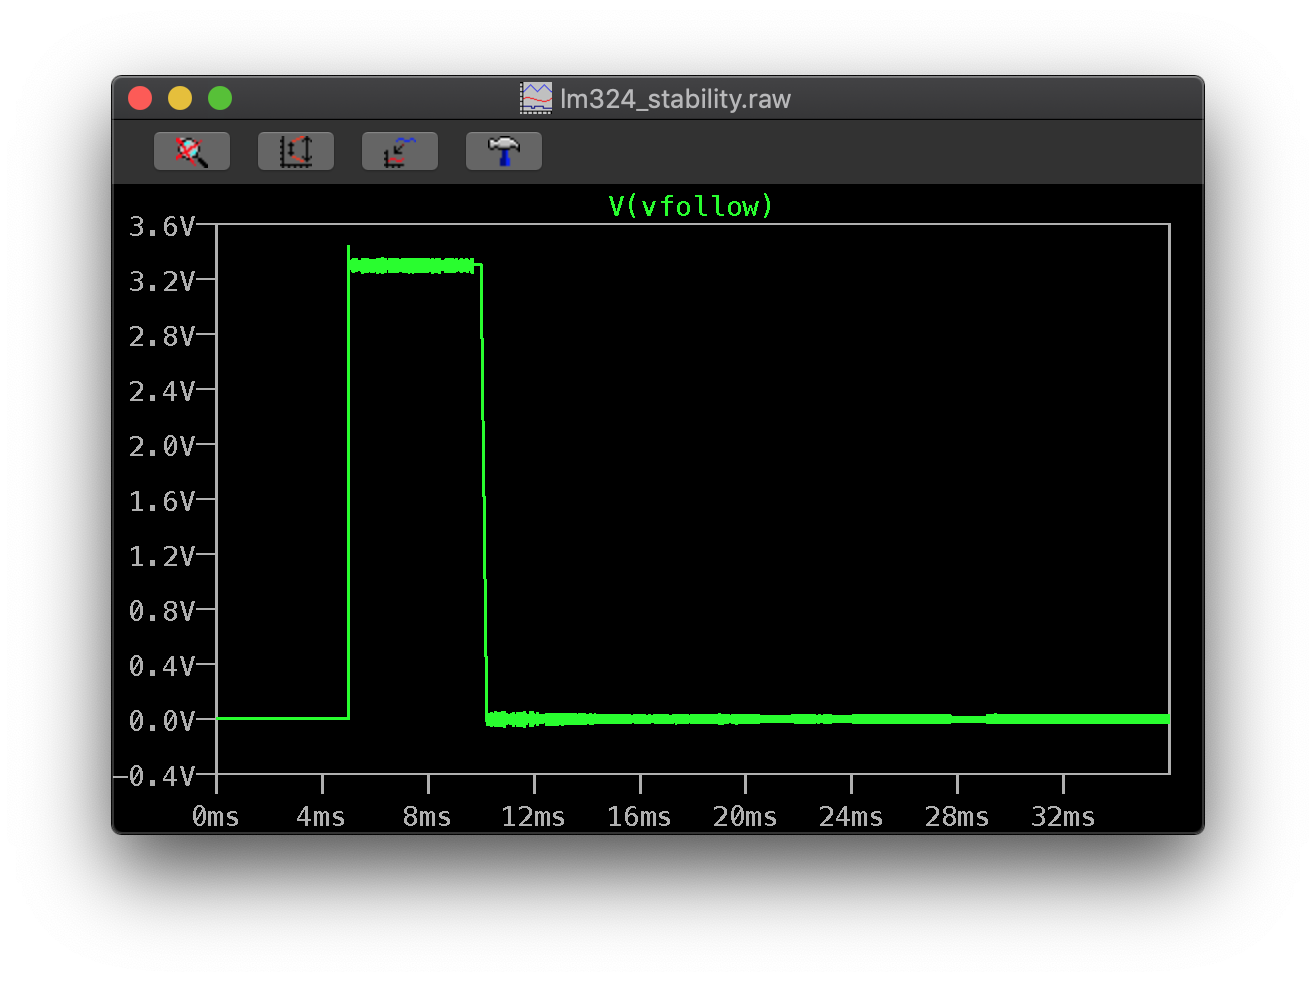 lm324_stability.raw
V(vfollow)
3.6V
3.2V
2.8V
2.4V
2.0V
1.6V
1.2V
0.8V
0.4V
0.0V
-0.4V
0ms 4ms 8ms 12ms 16ms 20ms 24ms 28ms 32ms